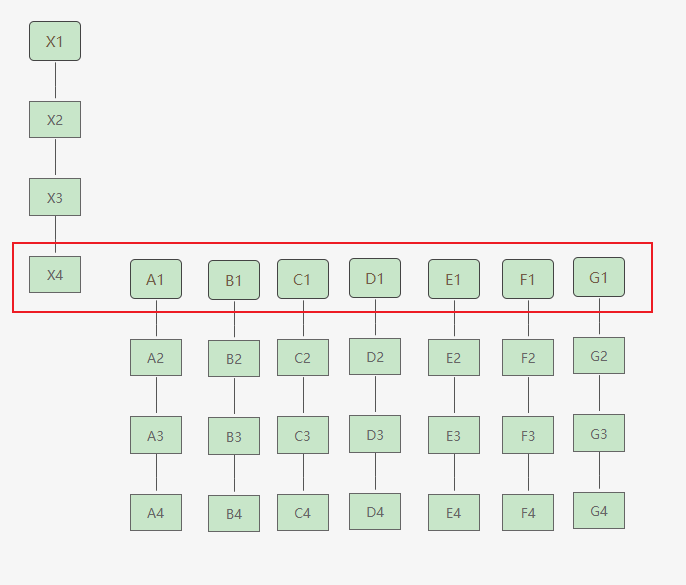 X1
X2
X3
X4 A1 B1 C1 D1 E1 F1 G1
A2 B2 C2 D2 E2 F2 G2
A3 B3 C3 D3 E3 F3 G3
A4 B4 C4 D4 E4 F4 G4